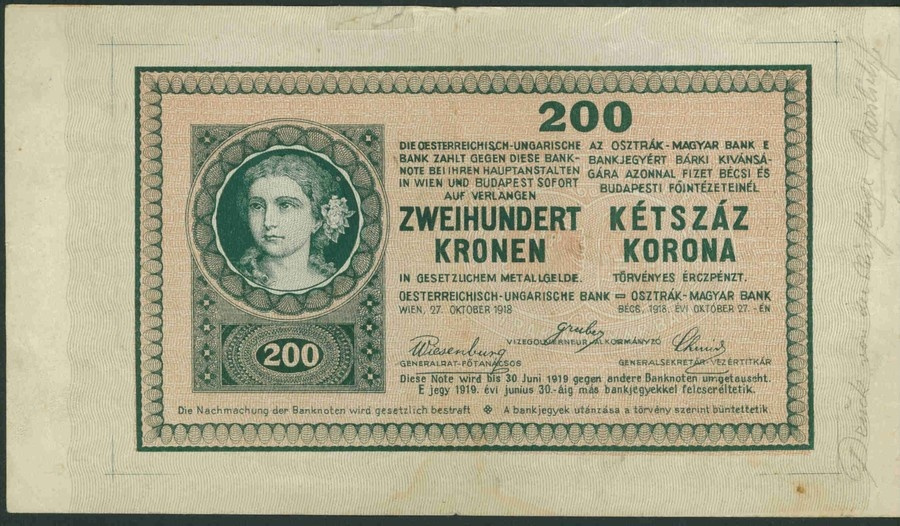 200
DIE OESTERREICHISCH-UNGARISCHE
BANK ZAHLT GEGEN DIESE BANK-
NOTE BEI IHREN HAUPTANSTALTEN
IN WIEN UND BUDAPEST SOFORT
AUF VERLANGEN
ZWEIHUNDERT
KRONEN
IN GESETZLICHEM METALLGELDE.
AZ OSZTRÁK-MAGYAR BANK E
BANKJEGYÉRT BÁRKI KIVÁNSÁ-
GÁRA AZONNAL FIZET BÉCSI ÉS
BUDAPESTI FŐINTÉZETEINÉL
KÉTSZÁZ
KORONA
TÖRVÉNYES ÉRCZPÉNZT.
OESTERREICHISCH-UNGARISCHE BANK = OSZTRÁK-MAGYAR BANK
WIEN, 27. OKTOBER 1918
BÉCS, 1918. ÉVI OKTÓBER 27.-ÉN
Gruber
VIZEGOUVERNEUR ALKORMÁNYZÓ
Wiesenburg
GENERALRAT-FŐTANÁCSOS
Schmid
GENERALSEKRETÄR-VEZÉRTITKÁR
200
Diese Note wird bis 30 Juni 1919 gegen andere Banknoten umgetauscht.
E jegy 1919. évi junius 30.-áig más bankjegyekkel felcseréltetik.
Die Nachmachung der Banknoten wird gesetzlich bestraft ❖ A bankjegyek utánzása a törvény szerint büntettetik